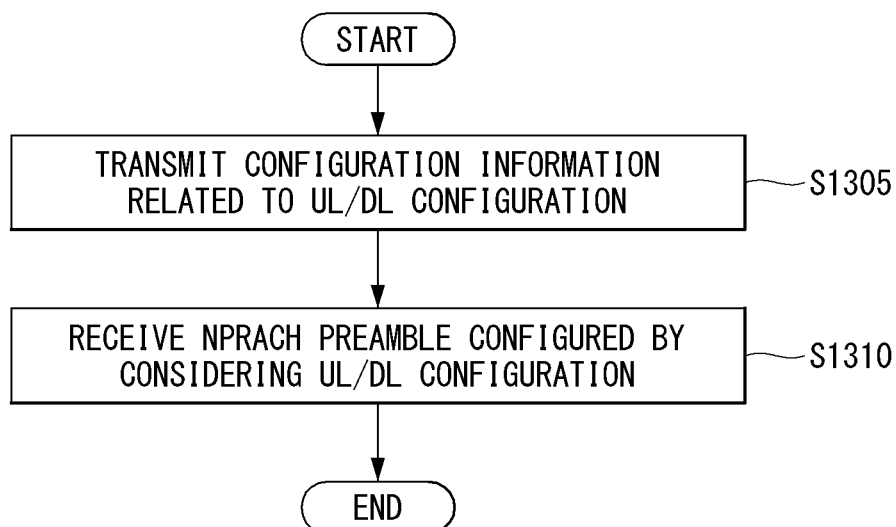 START
TRANSMIT CONFIGURATION INFORMATION
RELATED TO UL/DL CONFIGURATION
S1305
RECEIVE NPRACH PREAMBLE CONFIGURED BY
CONSIDERING UL/DL CONFIGURATION
S1310
END